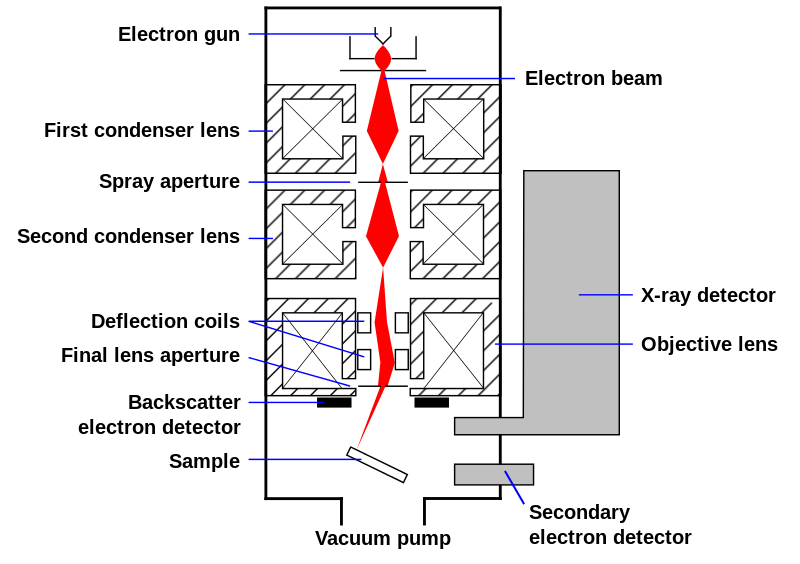 Electron gun
Electron beam
First condenser lens
Spray aperture
Second condenser lens
X-ray detector
Deflection coils
Objective lens
Final lens aperture
Backscatter
electron detector
Sample
Secondary
electron detector
Vacuum pump